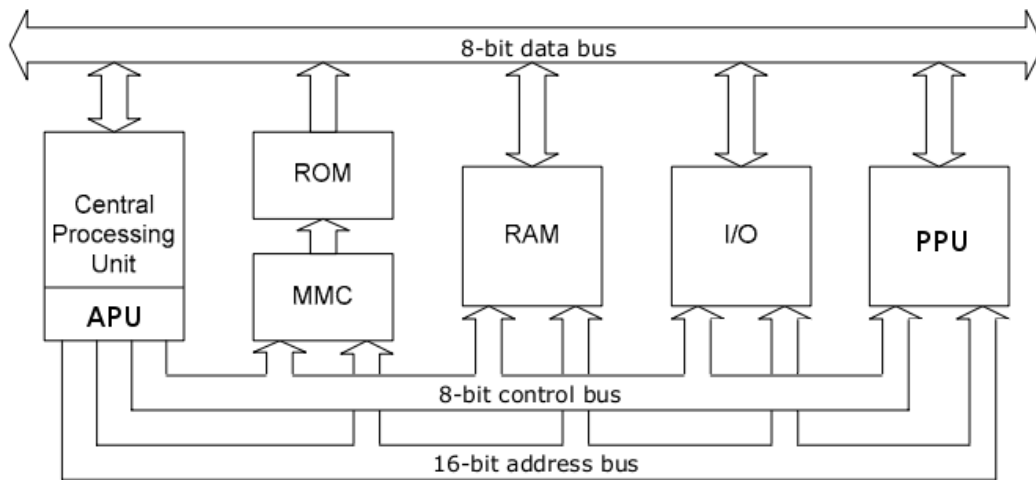 8-bit data bus
Central
Processing
Unit
APU
ROM
MMC
RAM
I/O
PPU
8-bit control bus
16-bit address bus